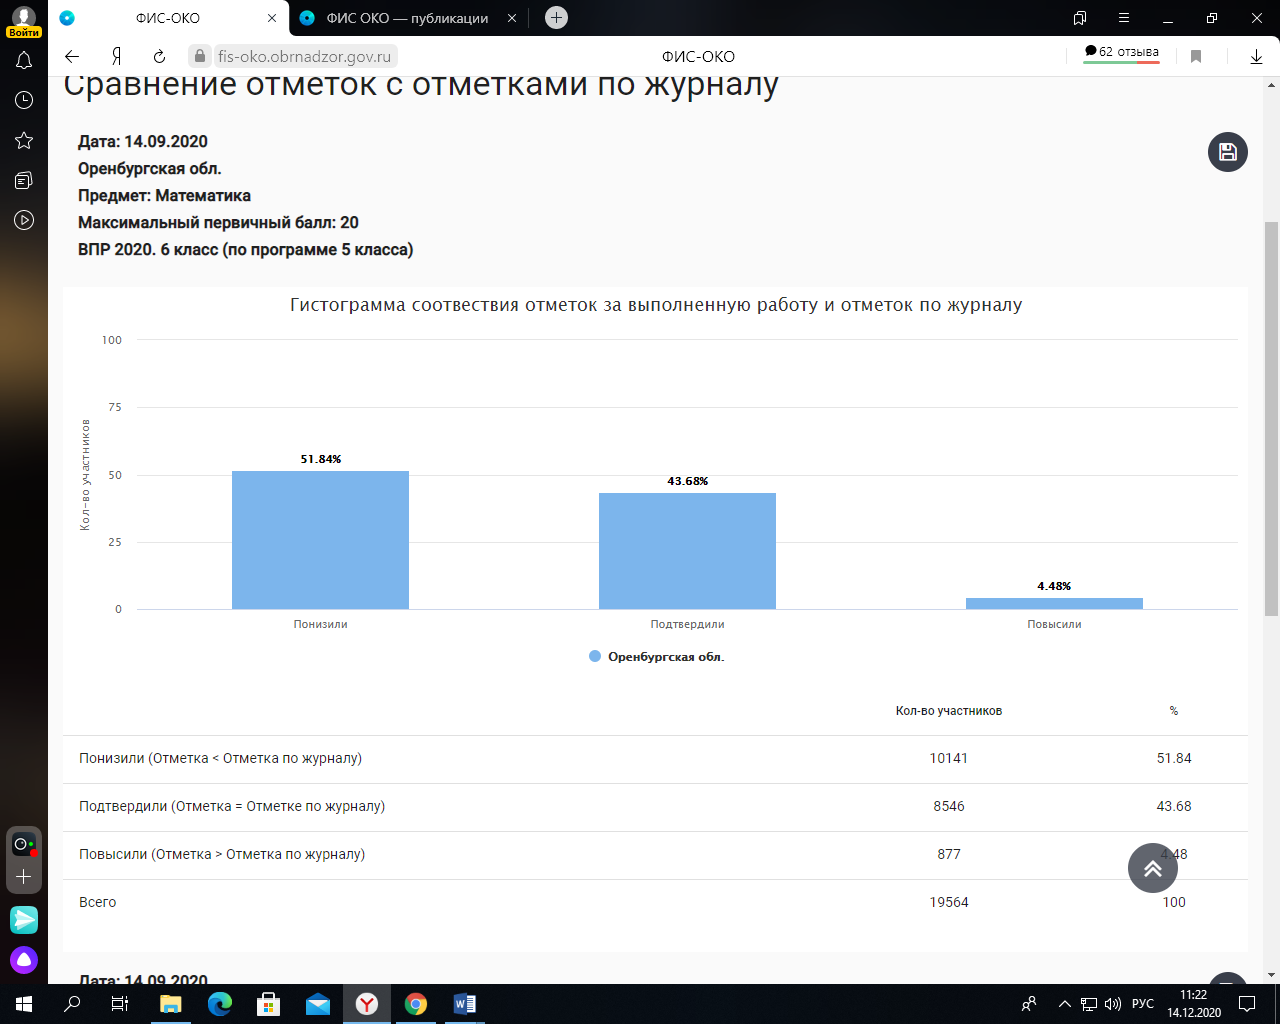 Войти
ФИС-ОКО
ФИС ОКО — публикации
fis-oko.obrnadzor.gov.ru
ФИС-ОКО
62 отзыва
Сравнение отметок с отметками по журналу
Дата: 14.09.2020
Оренбургская обл.
Предмет: Математика
Максимальный первичный балл: 20
ВПР 2020. 6 класс (по программе 5 класса)
Гистограмма соотвествия отметок за выполненную работу и отметок по журналу
Кол-во участников
100
75
50
25
0
51.84%
43.68%
4.48%
Понизили
Подтвердили
Повысили
Оренбургская обл.
Кол-во участников %
Понизили (Отметка < Отметка по журналу) 10141 51.84
Подтвердили (Отметка = Отметке по журналу) 8546 43.68
Повысили (Отметка > Отметка по журналу) 877 4.48
Всего 19564 100
Дата: 14.09.2020
РУС
11:22
14.12.2020